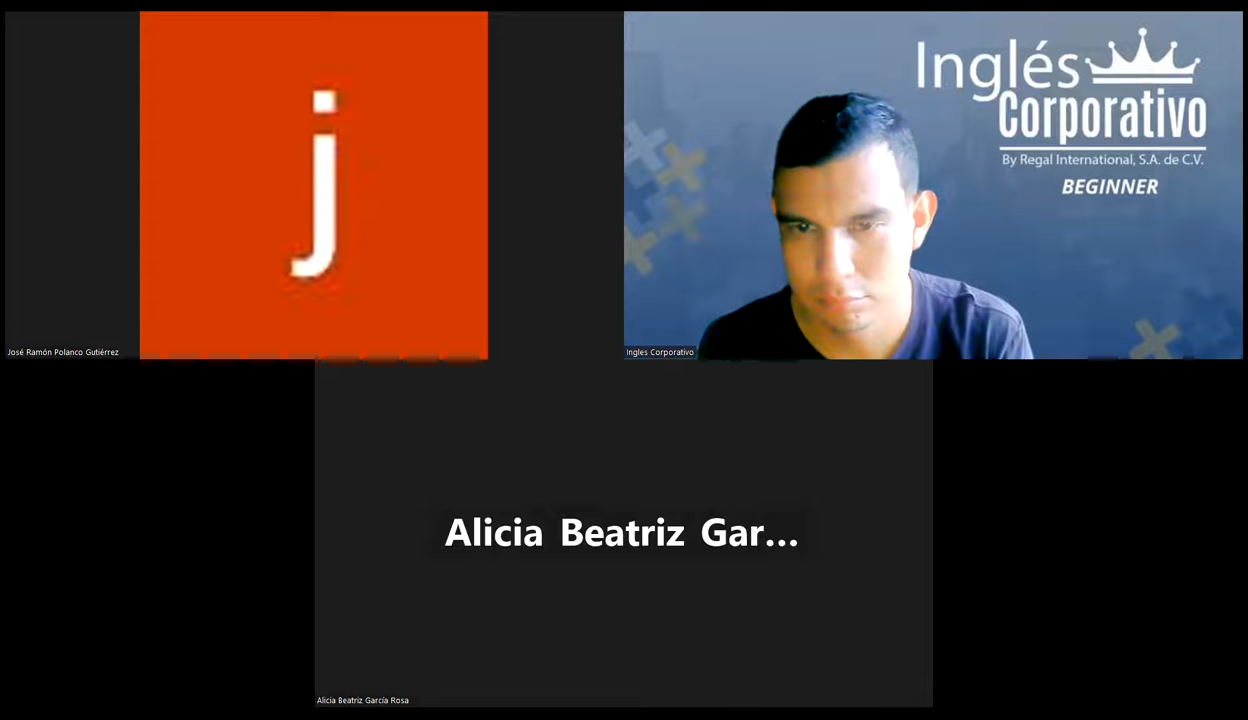 j
José Ramón Polanco Gutiérrez
Inglés
Corporativo
By Regal International, S.A. de C.V.
BEGINNER
Ingles Corporativo
Alicia Beatriz Gar...
Alicia Beatriz García Rosa